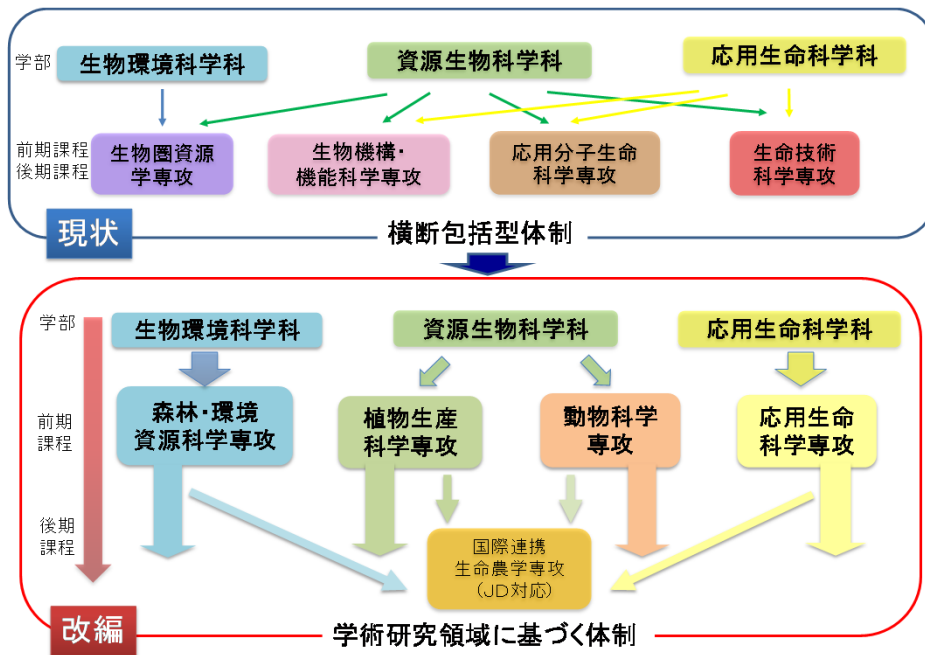 学部
生物環境科学科
資源生物科学科
応用生命科学科
前期課程
後期課程
生物圏資源
学専攻
生物機構・
機能科学専攻
応用分子生命
科学専攻
生命技術
科学専攻
現状
横断包括型体制
学部
生物環境科学科
資源生物科学科
応用生命科学科
前期
課程
森林・環境
資源科学専攻
植物生産
科学専攻
動物科学
専攻
応用生命
科学専攻
後期
課程
国際連携
生命農学専攻
(JD対応)
改編
学術研究領域に基づく体制